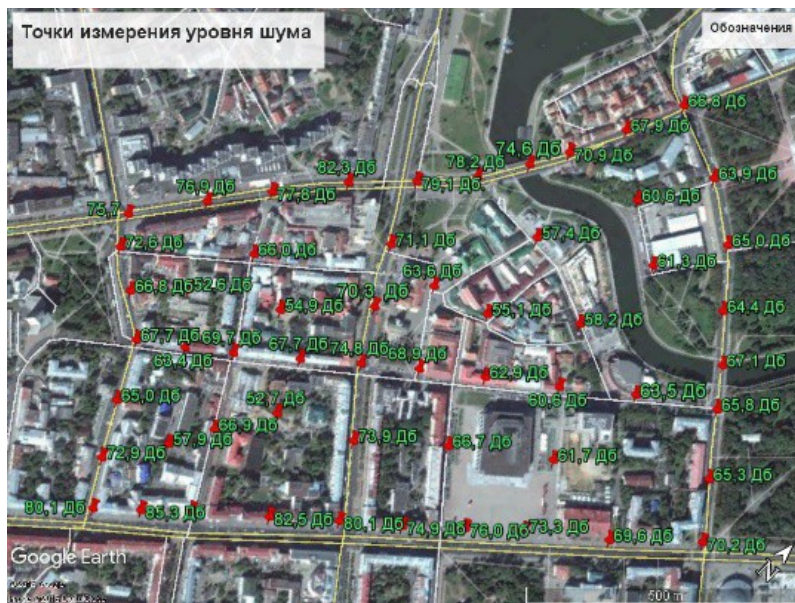 Точки измерения уровня шума
Обозначения
66.8 Дб
67.9 Дб
74.6 Дб
70.9 Дб
78.2 Дб
82.3 Дб
79.1 Дб
63.9 Дб
76.9 Дб
77.8 Дб
60.6 Дб
75.7
72.6 Дб
66.0 Дб
71.1 Дб
57.4 Дб
65.0 Дб
61.3 Дб
63.6 Дб
66.8 Дб
52.6 Дб
54.9 Дб
70.3 Дб
55.1 Дб
58.2 Дб
64.4 Дб
67.7 Дб
69.7 Дб
63.4 Дб
67.7 Дб
74.8 Дб
68.9 Дб
67.1 Дб
62.9 Дб
60.6 Дб
63,5 Дб
65.8 Дб
65.0 Дб
52,7 Дб
66.9 Дб
57.9 Дб
73,9 Дб
66,7 Дб
61,7 Дб
72,9 Дб
65,3 Дб
80,1 Дб
85,3 Дб
82,5 Дб
80,1 Дб
74,9 Дб
76,0 Дб
73,3 Дб
69,6 Дб
70,2 Дб
Google Earth
500 m
N